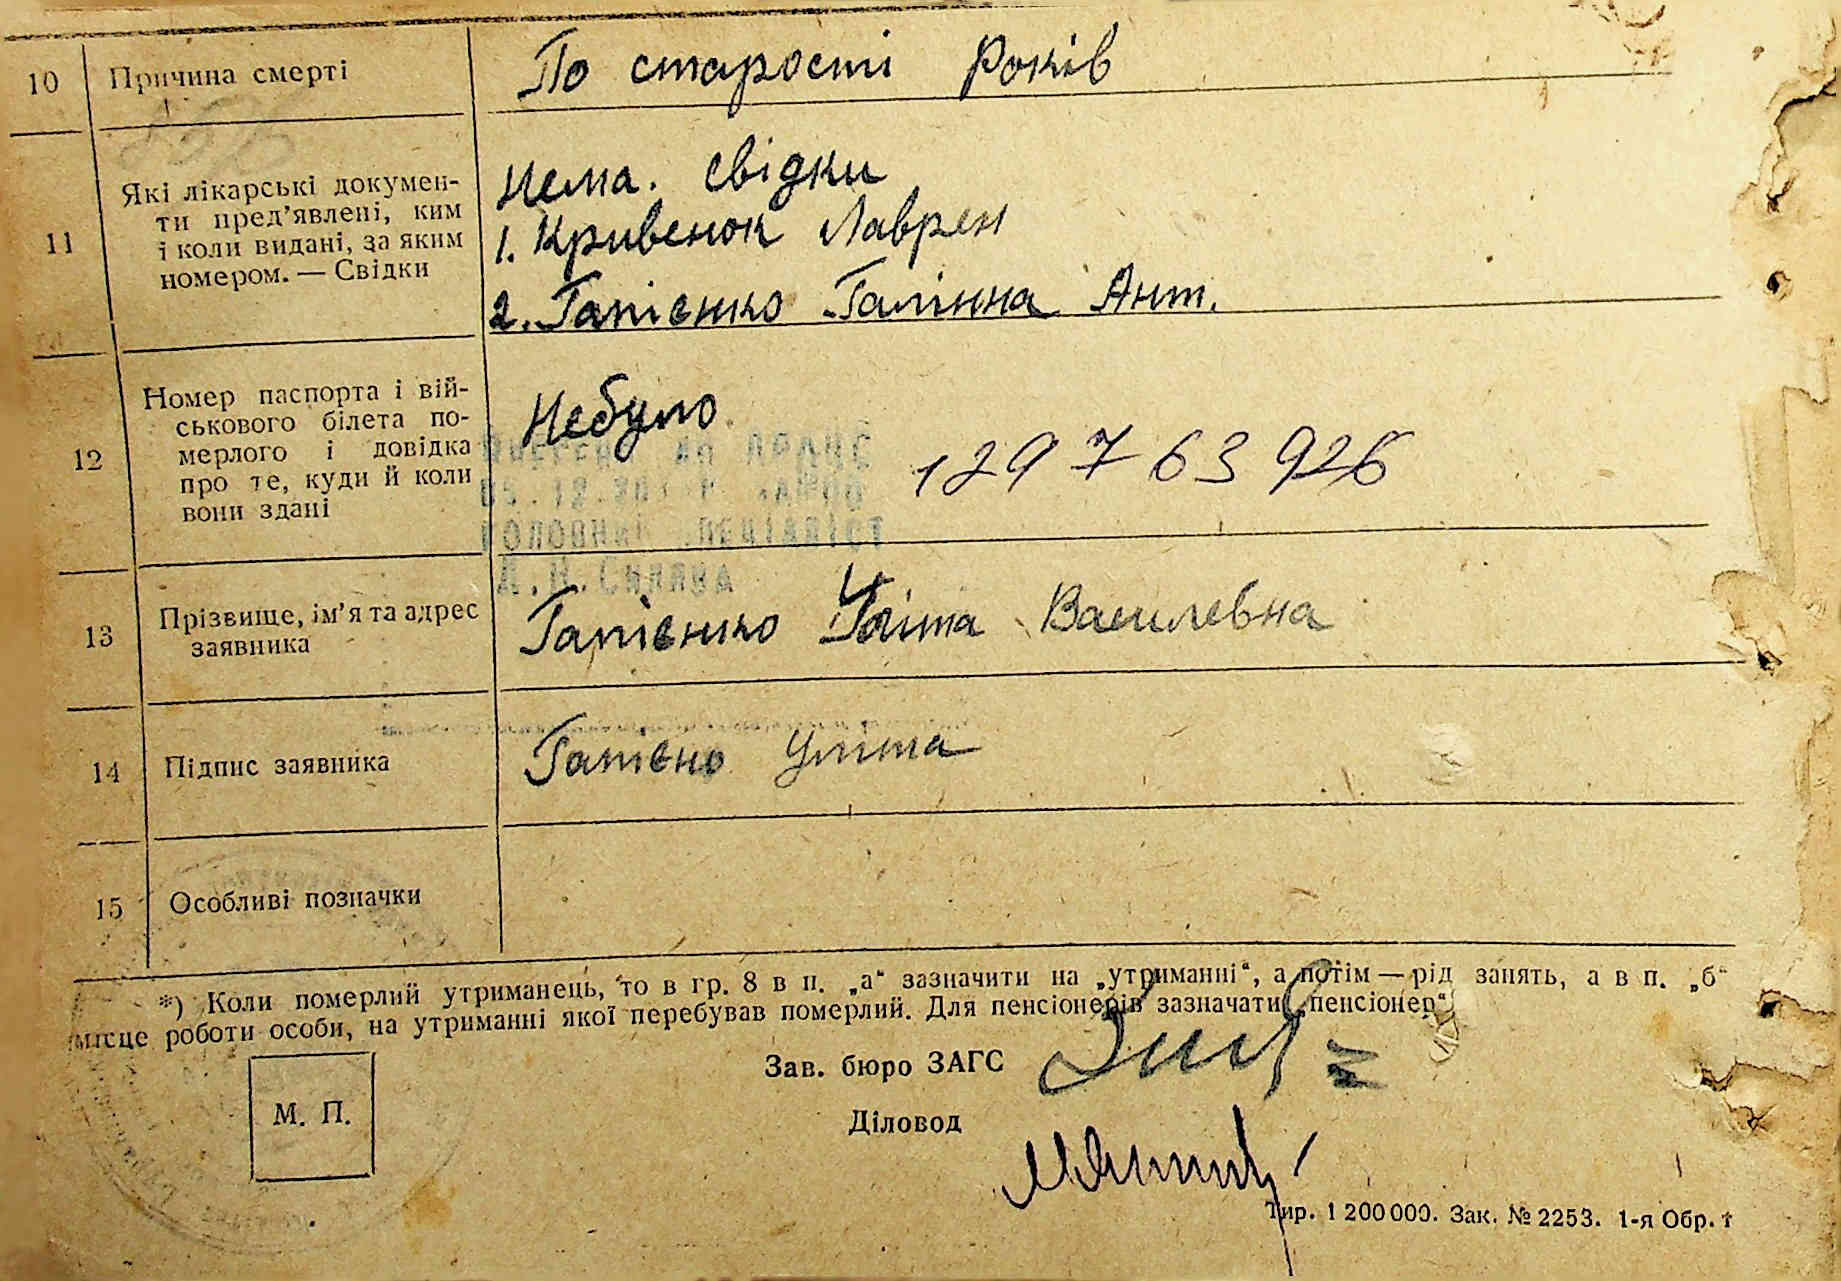 10 Причина смерті По старості Років
11 Які лікарські докумен-
ти пред’явлені, ким
і коли видані, за яким
номером. — Свідки
Нема. Свідки
1. Кривенок Лаврен
2. Гапієнко Галінна Ант.
12 Номер паспорта і вій-
ськового білета по-
мерлого і довідка
про те, куди й коли
вони здані
Небуло
129763926
13 Прізвище, ім’я та адрес
заявника
Гапієнко Василевна
14 Підпис заявника
15 Особливі позначки
*) Коли померлий утриманець, то в гр. 8 в п. „а“ зазначити на „утриманні“, а потім — рід занять, а в п. „б“
місце роботи особи, на утриманні якої перебував померлий. Для пенсіонерів зазначати „пенсіонер“
М. П.
Зав. бюро ЗАГС
Діловод
Тир. 1 200 000. Зак. № 2253. 1-я Обр. т